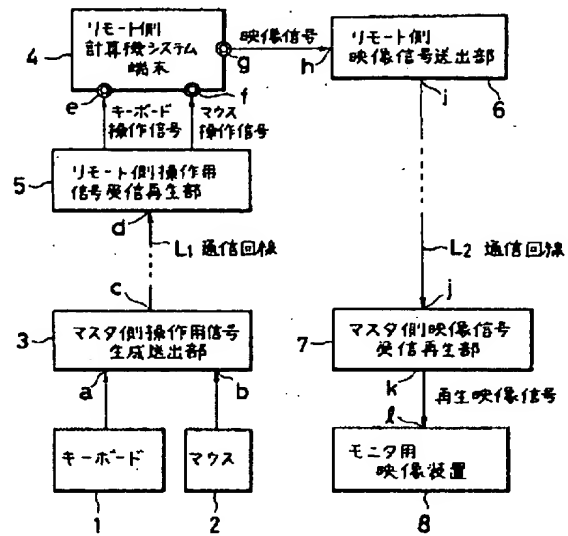 4
リモート側
計算機システム
端末
g
映像信号
h
リモート側
映像信号送出部
6
e
f
i
キーボード
操作信号
マウス
操作信号
5
リモート側操作用
信号受信再生部
d
L1 通信回線
L2 通信回線
c
j
3
マスタ側操作用信号
生成送出部
a
b
7
マスタ側映像信号
受信再生部
k
再生映像信号
l
キーボード
マウス
モニタ用
映像装置
1
2
8